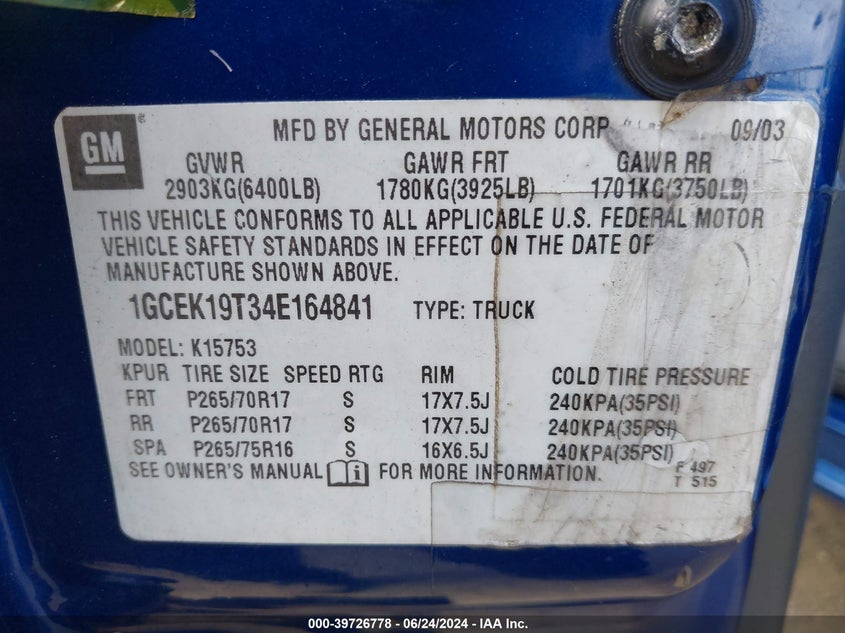 GM
MFD BY GENERAL MOTORS CORP 09/03
GVWR GAWR FRT GAWR RR
2903KG(6400LB) 1780KG(3925LB) 1701KG(3750LB)
THIS VEHICLE CONFORMS TO ALL APPLICABLE U.S. FEDERAL MOTOR
VEHICLE SAFETY STANDARDS IN EFFECT ON THE DATE OF
MANUFACTURE SHOWN ABOVE.
1GCEK19T34E164841 TYPE: TRUCK
MODEL: K15753
KPUR TIRE SIZE SPEED RTG RIM COLD TIRE PRESSURE
FRT P265/70R17 S 17X7.5J 240KPA(35PSI)
RR P265/70R17 S 17X7.5J 240KPA(35PSI)
SPA P265/75R16 S 16X6.5J 240KPA(35PSI)
SEE OWNER'S MANUAL FOR MORE INFORMATION.
F 497
T 515
000-39726778 - 06/24/2024 - IAA Inc.